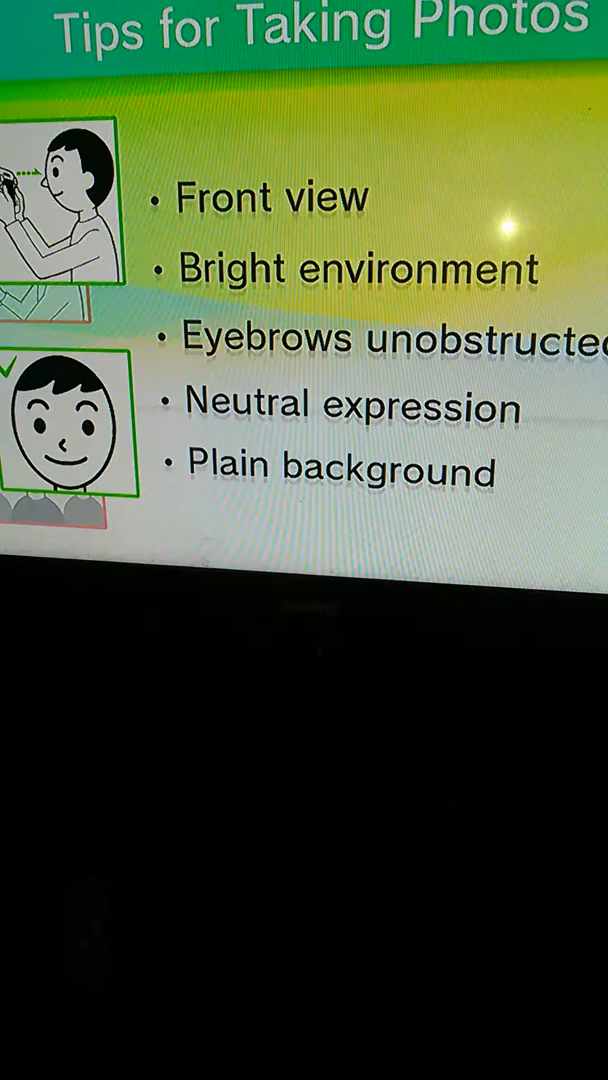 Tips for Taking Photos
• Front view
• Bright environment
• Eyebrows unobstructed
• Neutral expression
• Plain background